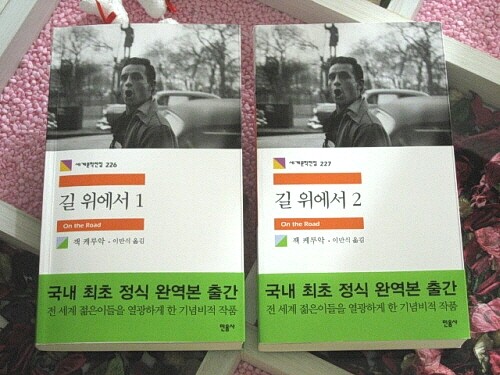 세계문학전집 226
길 위에서 1
On the Road
잭 케루악 · 이만식 옮김
국내 최초 정식 완역본 출간
전 세계 젊은이들을 열광하게 한 기념비적 작품
민음사
세계문학전집 227
길 위에서 2
On the Road
잭 케루악 · 이만식 옮김
국내 최초 정식 완역본 출간
전 세계 젊은이들을 열광하게 한 기념비적 작품
민음사